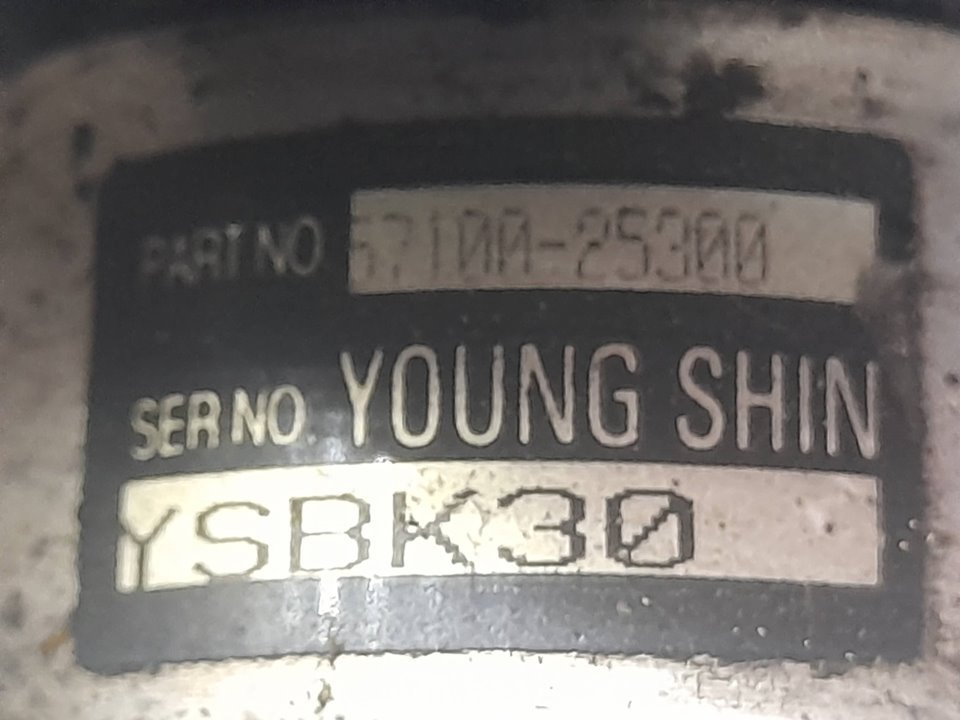 PART NO 57100-25300
SER NO YOUNG SHIN
YSBK30